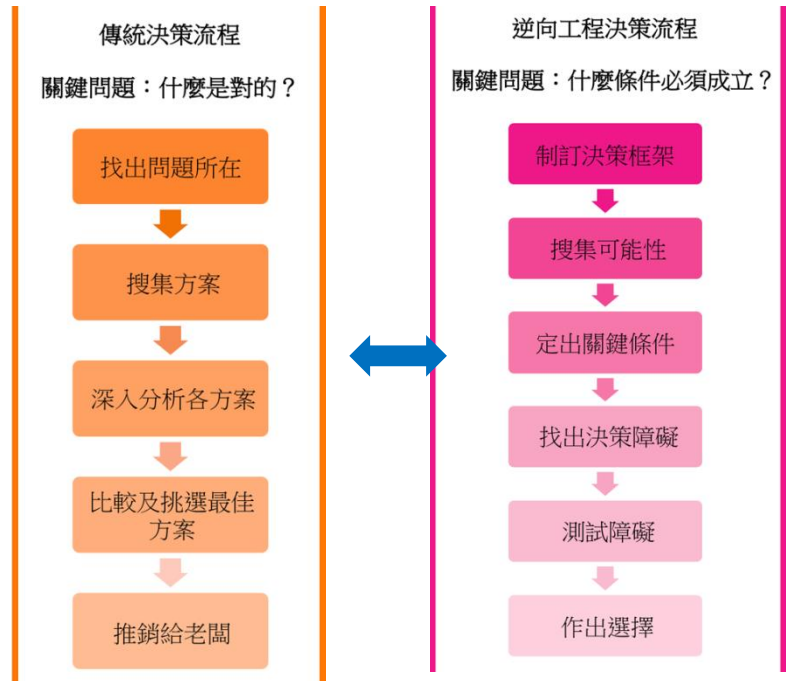 傳統決策流程
關鍵問題：什麼是對的？
找出問題所在
搜集方案
深入分析各方案
比較及挑選最佳
方案
推銷給老闆
逆向工程決策流程
關鍵問題：什麼條件必須成立？
制訂決策框架
搜集可能性
定出關鍵條件
找出決策障礙
測試障礙
作出選擇